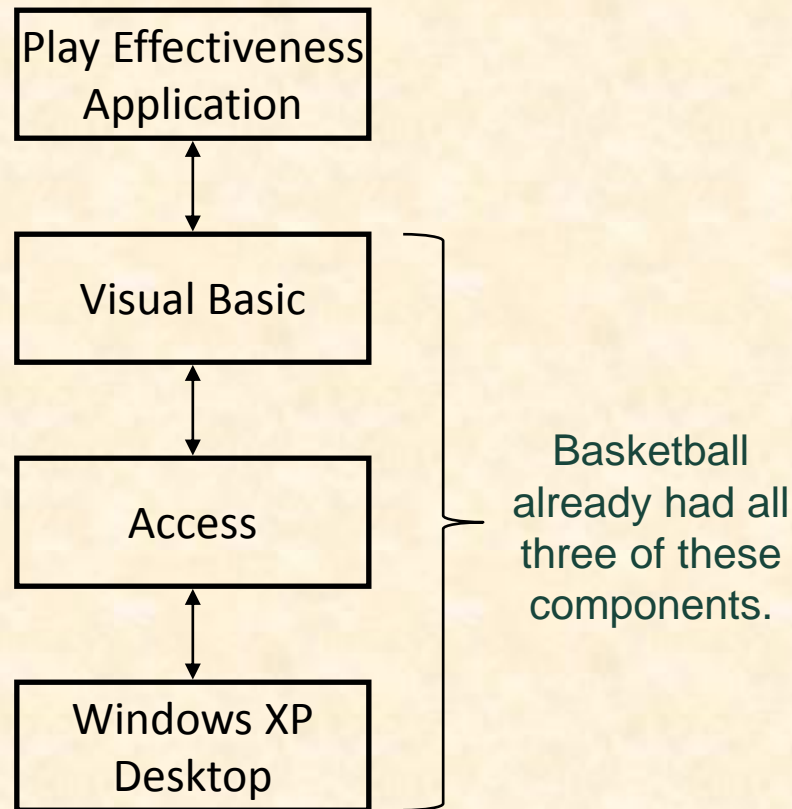 Play Effectiveness
Application
Visual Basic
Access
Basketball
already had all
three of these
components.
Windows XP
Desktop